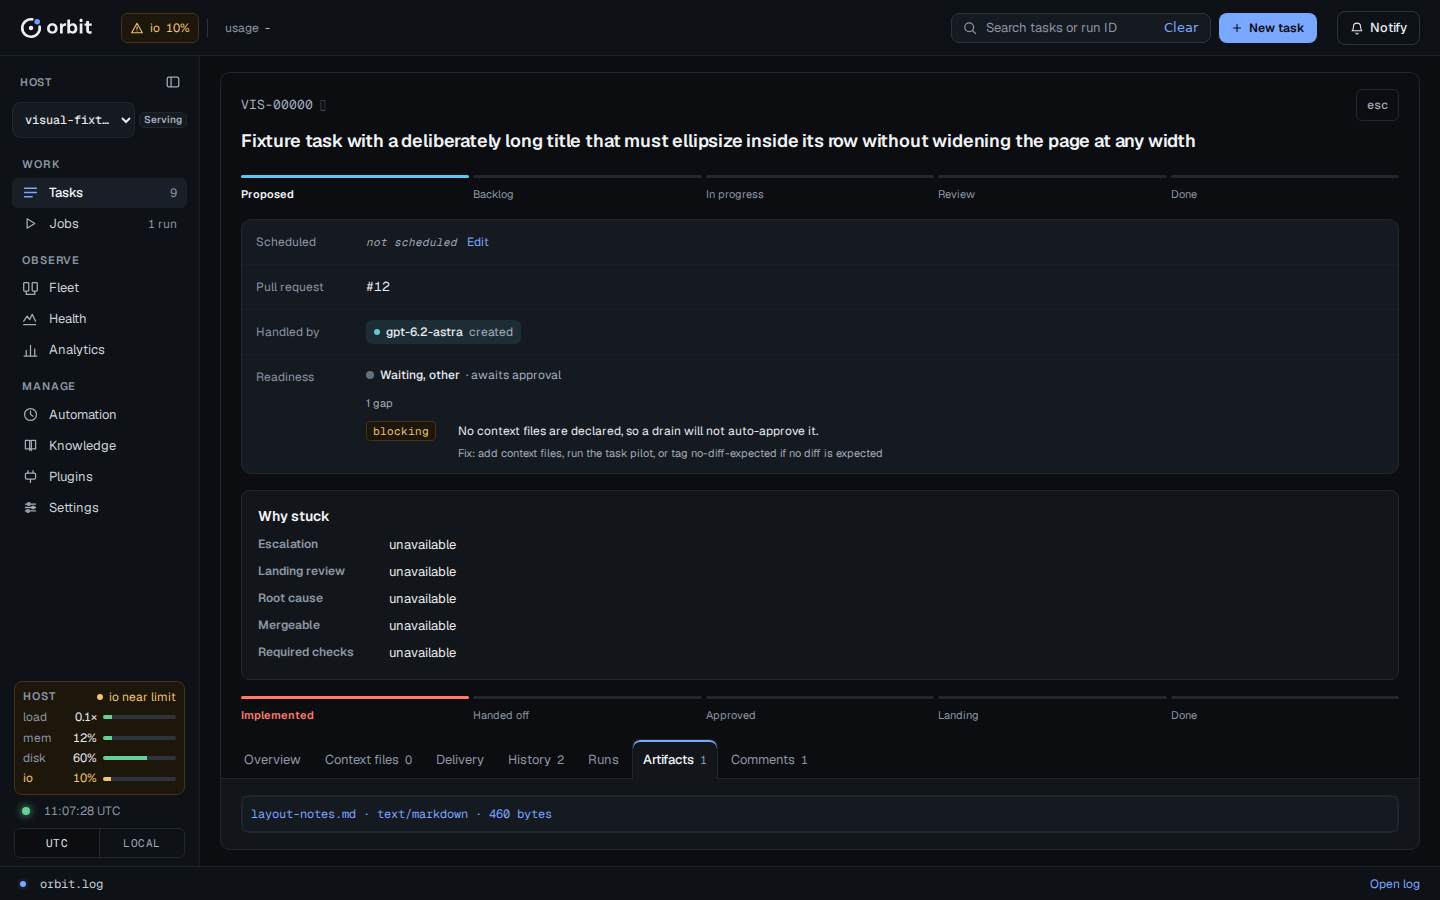 orbit
io 10%
usage -
Search tasks or run ID
Clear
+ New task
Notify
HOST
visual-fixt…
Serving
WORK
Tasks 9
Jobs 1 run
OBSERVE
Fleet
Health
Analytics
MANAGE
Automation
Knowledge
Plugins
Settings
HOST io near limit
load 0.1×
mem 12%
disk 60%
io 10%
11:07:28 UTC
UTC LOCAL
VIS-00000
esc
Fixture task with a deliberately long title that must ellipsize inside its row without widening the page at any width
Proposed Backlog In progress Review Done
Scheduled not scheduled Edit
Pull request #12
Handled by gpt-6.2-astra created
Readiness Waiting, other · awaits approval
1 gap
blocking No context files are declared, so a drain will not auto-approve it.
Fix: add context files, run the task pilot, or tag no-diff-expected if no diff is expected
Why stuck
Escalation unavailable
Landing review unavailable
Root cause unavailable
Mergeable unavailable
Required checks unavailable
Implemented Handed off Approved Landing Done
Overview Context files 0 Delivery History 2 Runs Artifacts 1 Comments 1
layout-notes.md · text/markdown · 460 bytes
orbit.log
Open log